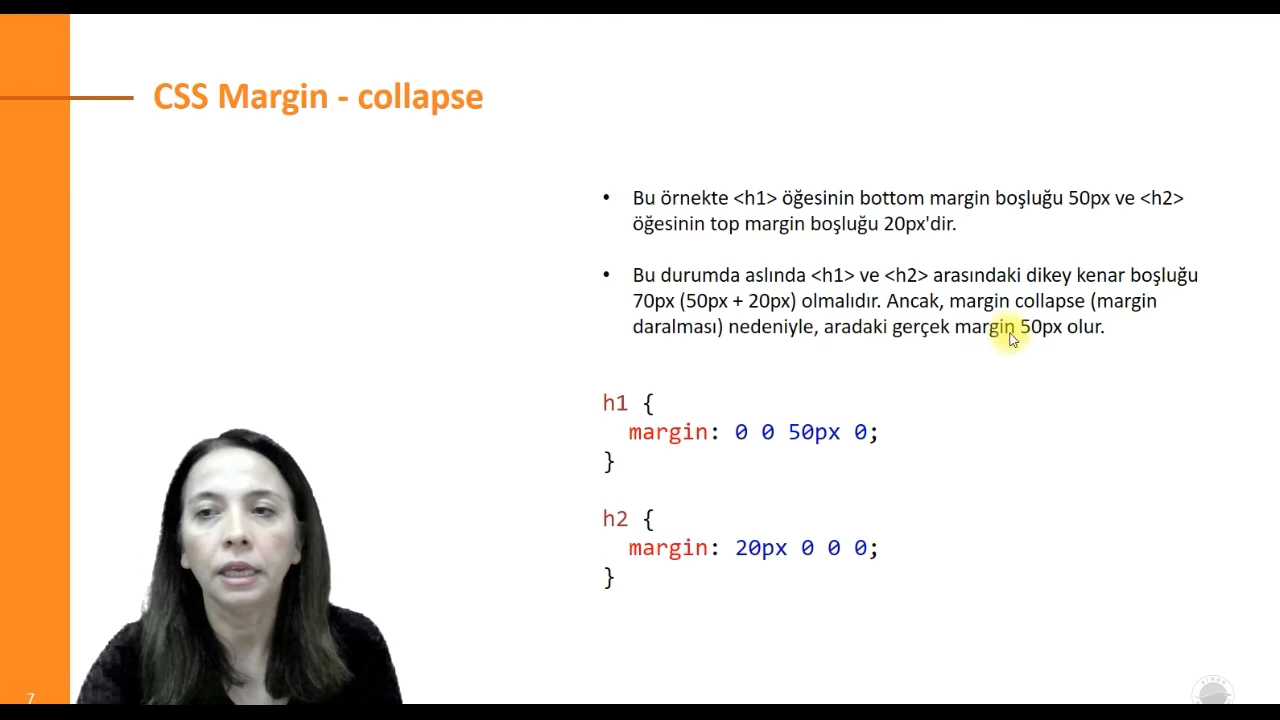 CSS Margin - collapse
• Bu örnekte <h1> öğesinin bottom margin boşluğu 50px ve <h2>
öğesinin top margin boşluğu 20px'dir.
• Bu durumda aslında <h1> ve <h2> arasındaki dikey kenar boşluğu
70px (50px + 20px) olmalıdır. Ancak, margin collapse (margin
daralması) nedeniyle, aradaki gerçek margin 50px olur.
h1 {
margin: 0 0 50px 0;
}
h2 {
margin: 20px 0 0 0;
}
7